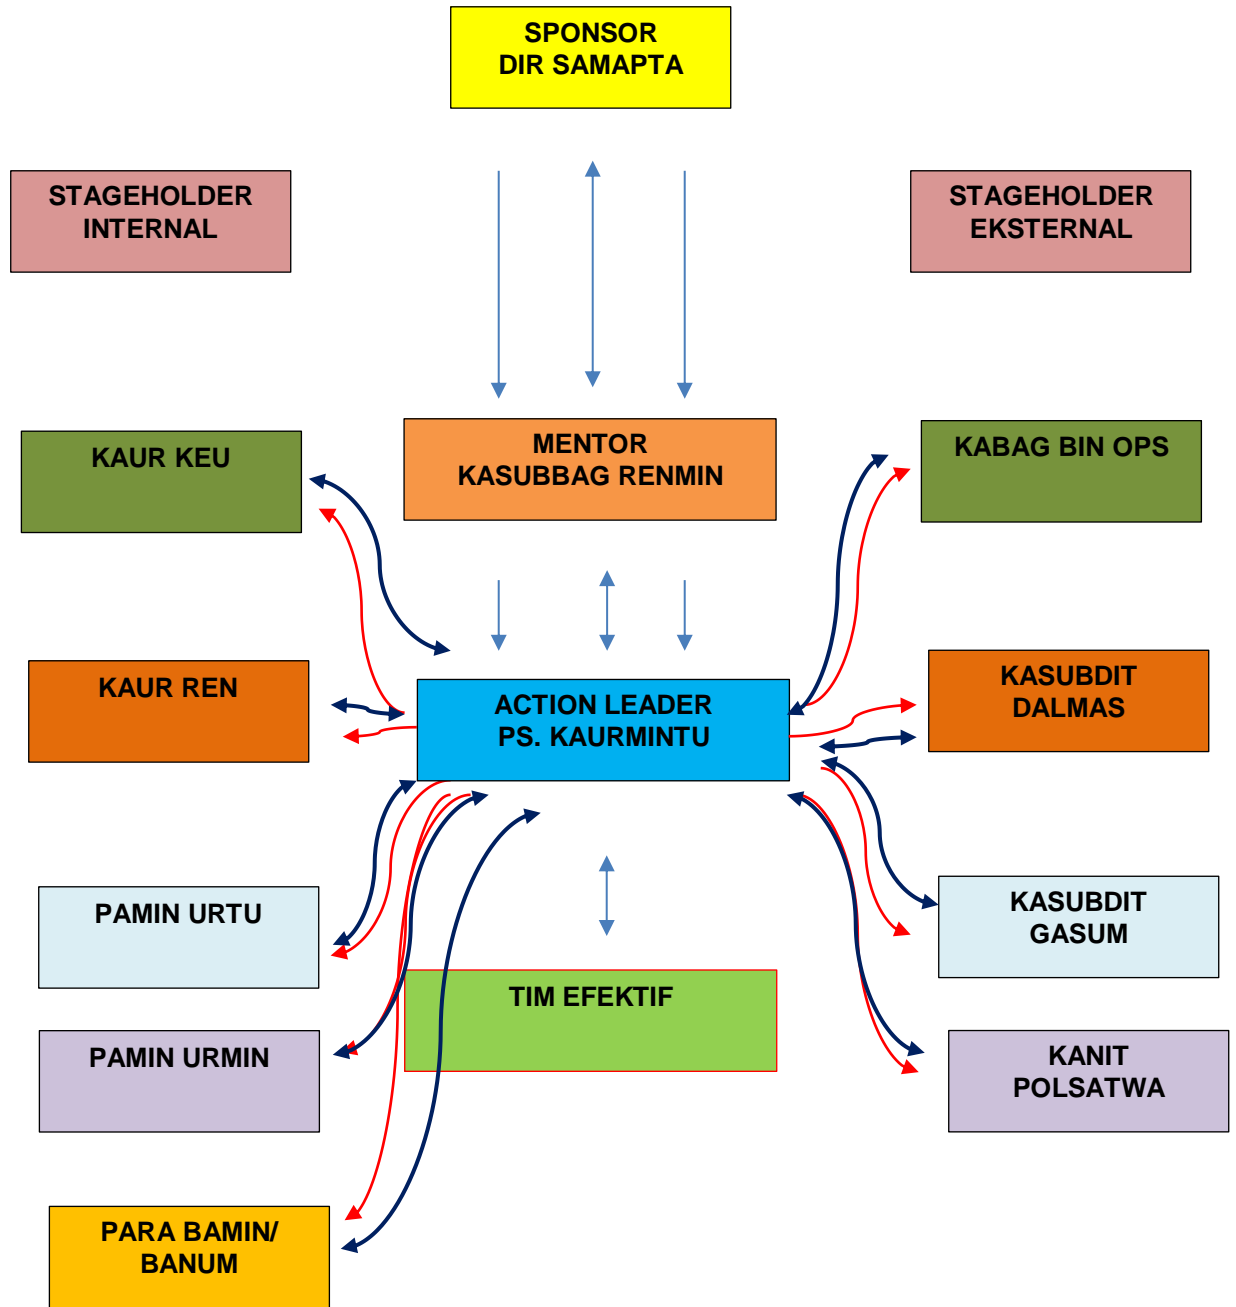 SPONSOR
DIR SAMAPTA
STAGEHOLDER
INTERNAL
STAGEHOLDER
EKSTERNAL
KAUR KEU
MENTOR
KASUBBAG RENMIN
KABAG BIN OPS
KAUR REN
ACTION LEADER
PS. KAURMINTU
KASUBDIT
DALMAS
PAMIN URTU
KASUBDIT
GASUM
TIM EFEKTIF
PAMIN URMIN
KANIT
POLSATWA
PARA BAMIN/
BANUM